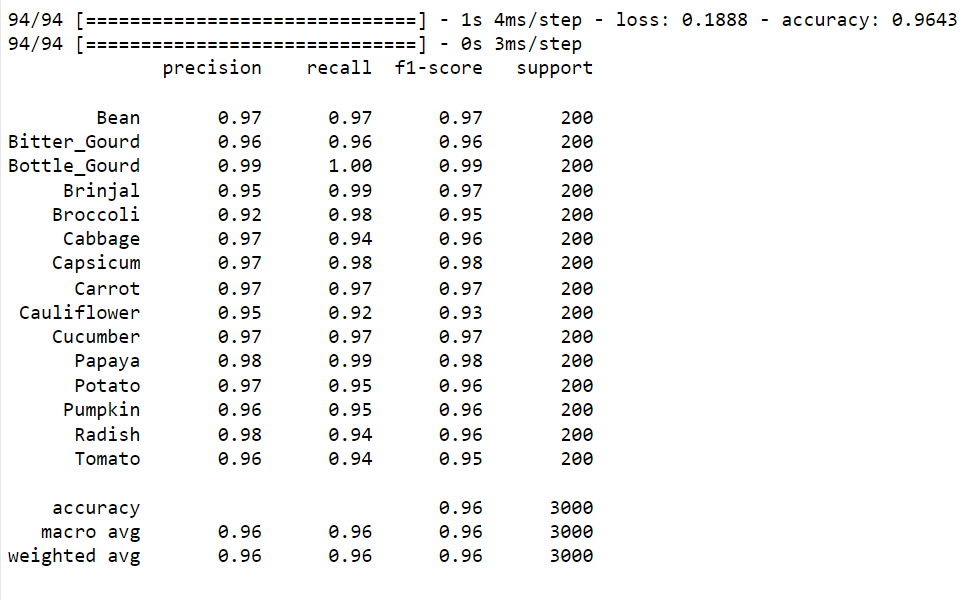 94/94 [==============================] - 1s 4ms/step - loss: 0.1888 - accuracy: 0.9643
94/94 [==============================] - 0s 3ms/step
precision recall f1-score support
Bean 0.97 0.97 0.97 200
Bitter_Gourd 0.96 0.96 0.96 200
Bottle_Gourd 0.99 1.00 0.99 200
Brinjal 0.95 0.99 0.97 200
Broccoli 0.92 0.98 0.95 200
Cabbage 0.97 0.94 0.96 200
Capsicum 0.97 0.98 0.98 200
Carrot 0.97 0.97 0.97 200
Cauliflower 0.95 0.92 0.93 200
Cucumber 0.97 0.97 0.97 200
Papaya 0.98 0.99 0.98 200
Potato 0.97 0.95 0.96 200
Pumpkin 0.96 0.95 0.96 200
Radish 0.98 0.94 0.96 200
Tomato 0.96 0.94 0.95 200
accuracy 0.96 3000
macro avg 0.96 0.96 0.96 3000
weighted avg 0.96 0.96 0.96 3000